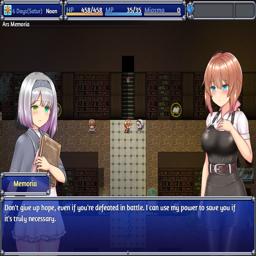 6 Days(Satur) Noon HP 458/458 MP 35/35 Miasma 0
Ars Memoria
Memoria
Don't give up hope, even if you're defeated in battle. I can use my power to save you if
it's truly necessary.